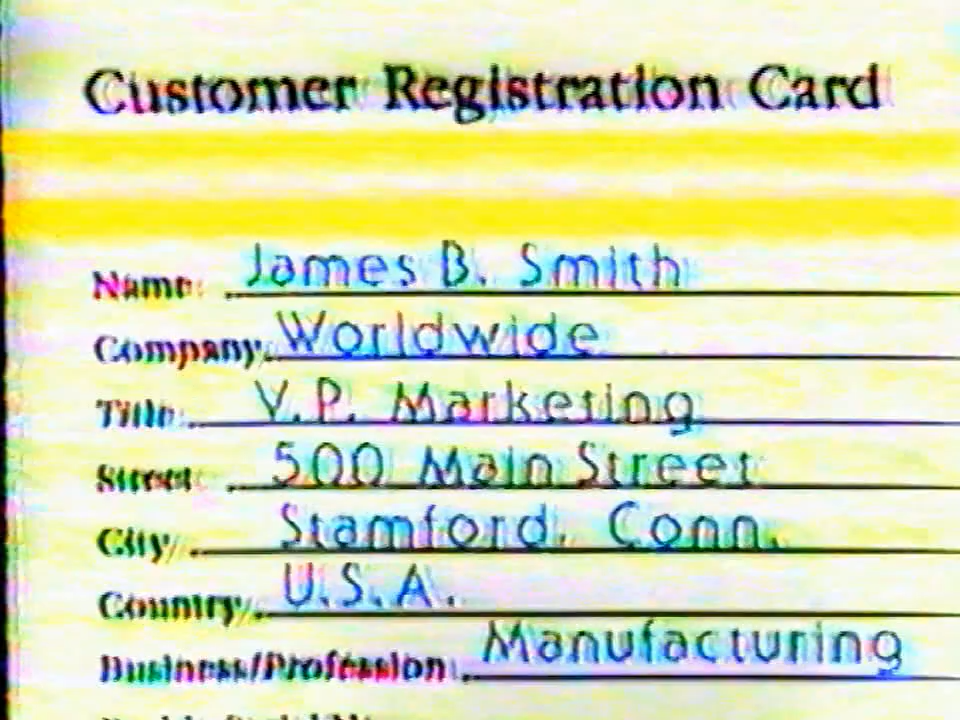 Customer Registration Card
Name: James B. Smith
Company: Worldwide
Title: V.P. Marketing
Street: 500 Main Street
City: Stamford, Conn.
Country: U.S.A.
Business/Profession: Manufacturing